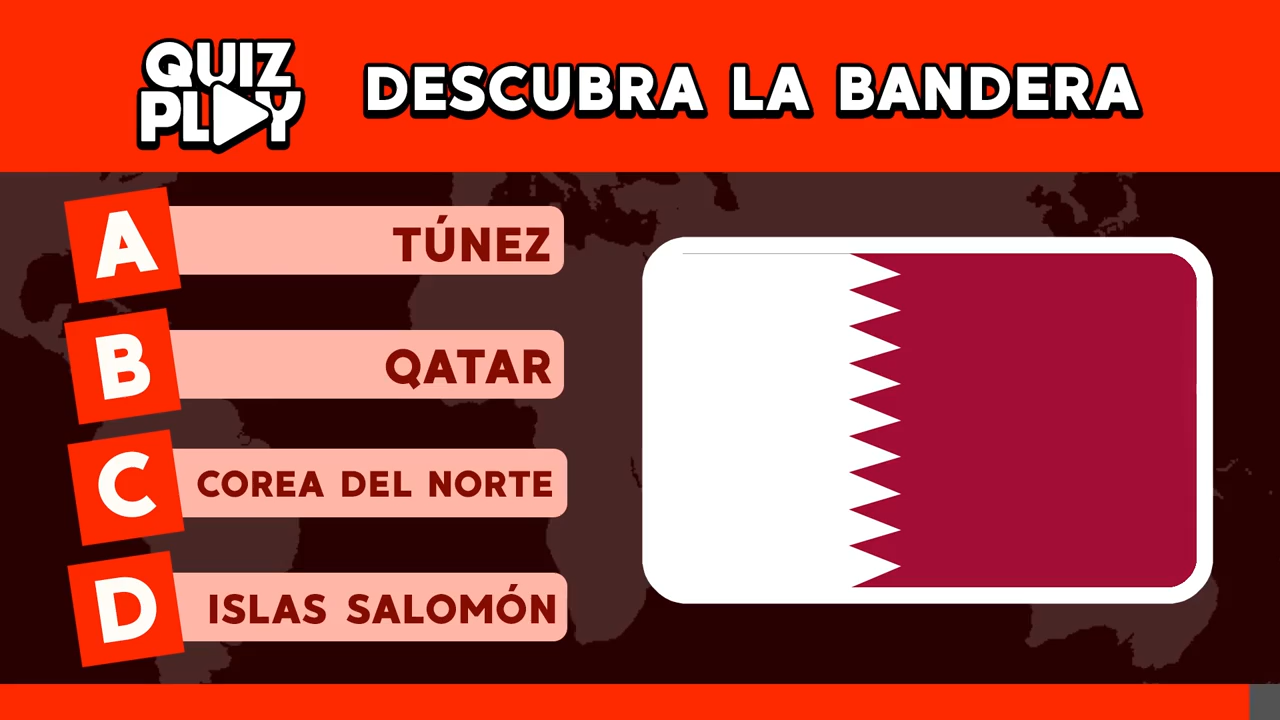 QUIZ
PLAY
DESCUBRA LA BANDERA
A
TÚNEZ
B
QATAR
C
COREA DEL NORTE
D
ISLAS SALOMÓN